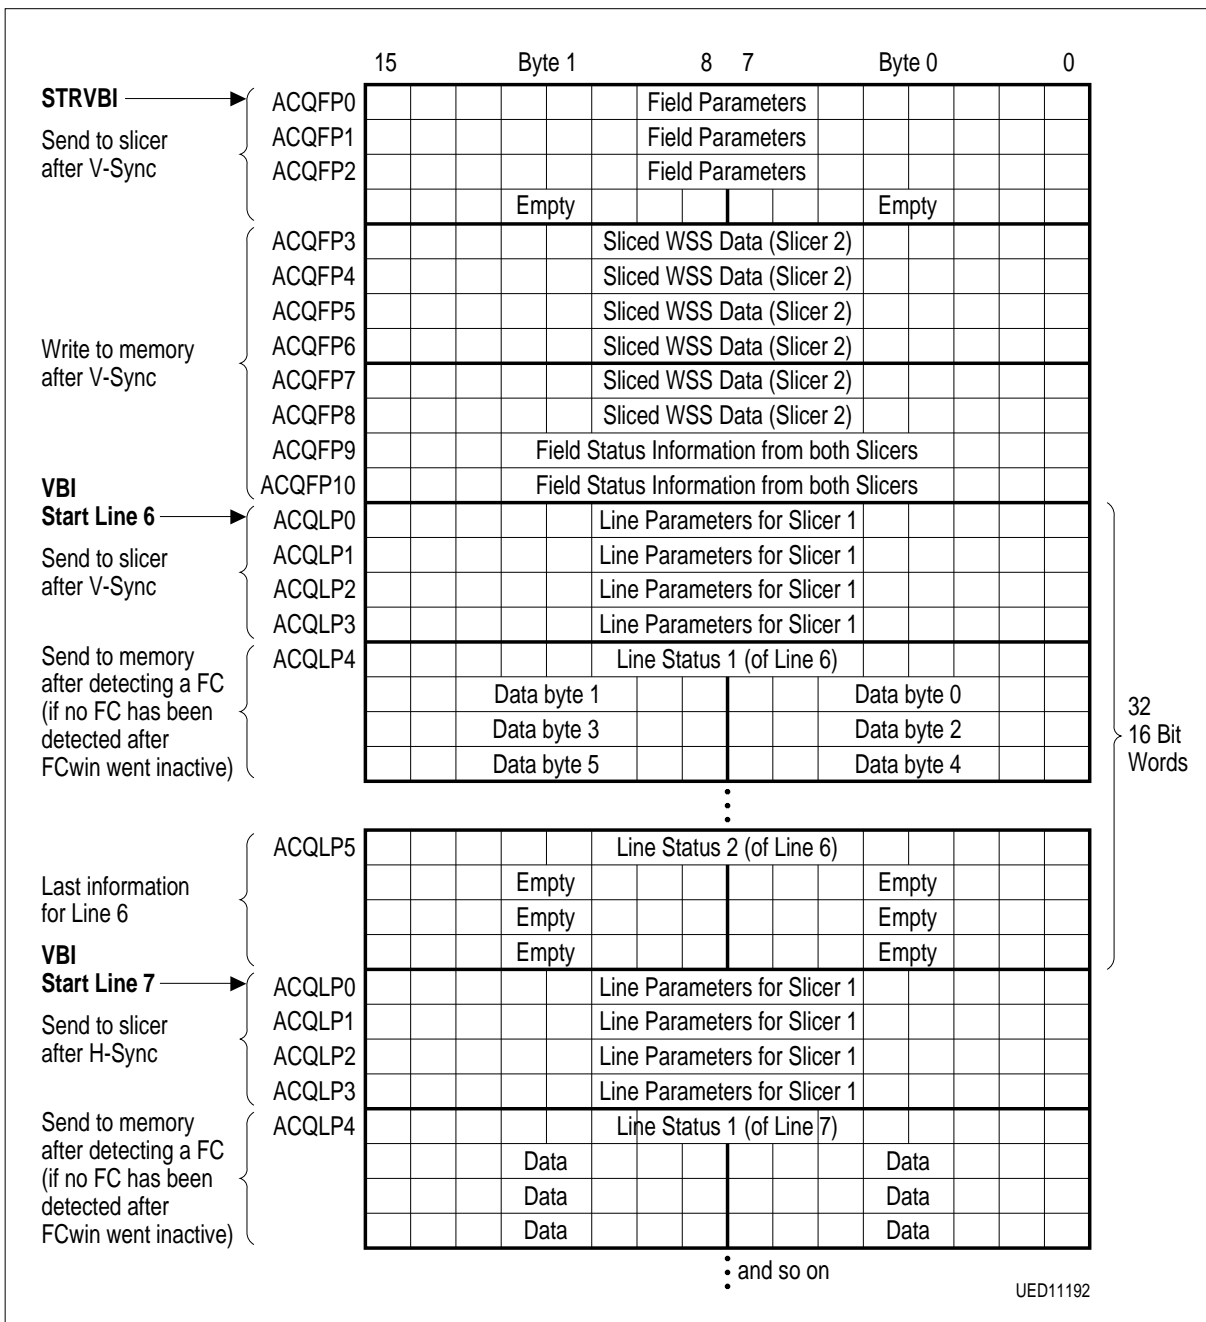 15 Byte 1 8 7 Byte 0 0
STRVBI
Send to slicer
after V-Sync
ACQFP0 Field Parameters
ACQFP1 Field Parameters
ACQFP2 Field Parameters
Empty Empty
Write to memory
after V-Sync
ACQFP3 Sliced WSS Data (Slicer 2)
ACQFP4 Sliced WSS Data (Slicer 2)
ACQFP5 Sliced WSS Data (Slicer 2)
ACQFP6 Sliced WSS Data (Slicer 2)
ACQFP7 Sliced WSS Data (Slicer 2)
ACQFP8 Sliced WSS Data (Slicer 2)
ACQFP9 Field Status Information from both Slicers
ACQFP10 Field Status Information from both Slicers
VBI
Start Line 6
Send to slicer
after V-Sync
ACQLP0 Line Parameters for Slicer 1
ACQLP1 Line Parameters for Slicer 1
ACQLP2 Line Parameters for Slicer 1
ACQLP3 Line Parameters for Slicer 1
Send to memory
after detecting a FC
(if no FC has been
detected after
FCwin went inactive)
ACQLP4 Line Status 1 (of Line 6)
Data byte 1 Data byte 0
Data byte 3 Data byte 2
Data byte 5 Data byte 4
32
16 Bit
Words
Last information
for Line 6
ACQLP5 Line Status 2 (of Line 6)
Empty Empty
Empty Empty
Empty Empty
VBI
Start Line 7
Send to slicer
after H-Sync
ACQLP0 Line Parameters for Slicer 1
ACQLP1 Line Parameters for Slicer 1
ACQLP2 Line Parameters for Slicer 1
ACQLP3 Line Parameters for Slicer 1
Send to memory
after detecting a FC
(if no FC has been
detected after
FCwin went inactive)
ACQLP4 Line Status 1 (of Line 7)
Data Data
Data Data
Data Data
and so on
UED11192